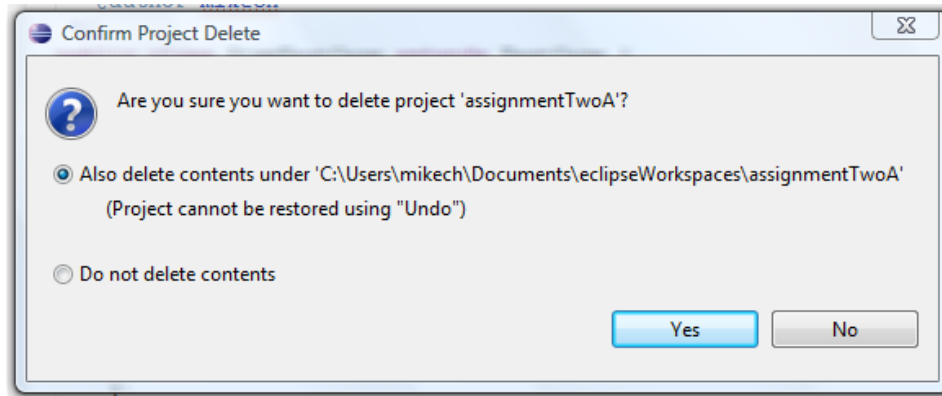 Confirm Project Delete
Are you sure you want to delete project 'assignmentTwoA'?
Also delete contents under 'C:\Users\mikech\Documents\eclipseWorkspaces\assignmentTwoA'
(Project cannot be restored using "Undo")
Do not delete contents
Yes No